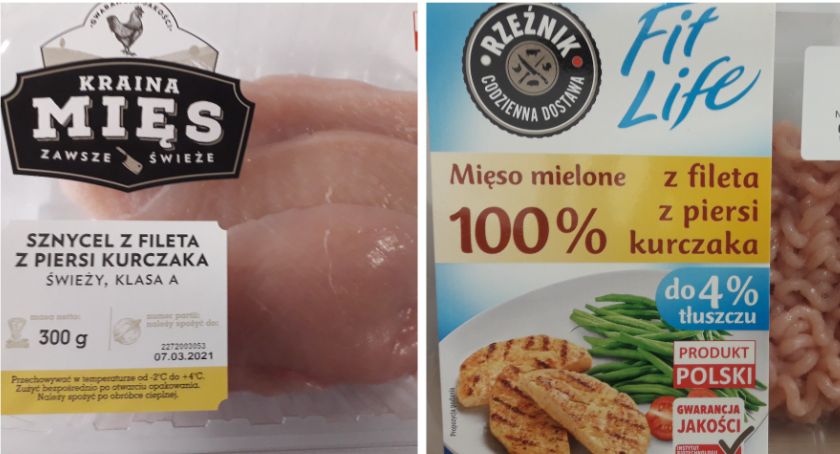 GWARANCJA JAKOŚCI
KRAINA
MIĘS
ZAWSZE ŚWIEŻE
SZNYCEL Z FILETA
Z PIERSI KURCZAKA
ŚWIEŻY, KLASA A
masa netto:
300 g
numer partii:
należy spożyć do:
2272003053
07.03.2021
Przechowywać w temperaturze od -2°C do +4°C.
Zużyć bezpośrednio po otwarciu opakowania.
Należy spożyć po obróbce cieplnej.
RZEŹNIK
CODZIENNA DOSTAWA
Fit
Life
Mięso mielone
100%
z fileta
z piersi
kurczaka
do 4%
tłuszczu
PRODUKT
POLSKI
GWARANCJA
JAKOŚCI
INSTYTUT
Propozycja podania